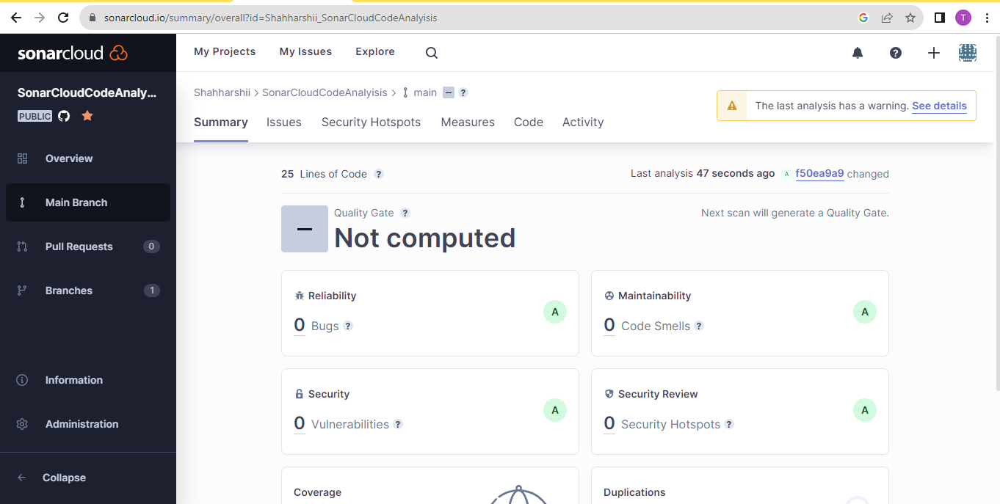 sonarcloud.io/summary/overall?id=Shahharshii_SonarCloudCodeAnalyisis
T
sonarcloud
My Projects My Issues Explore
?
SonarCloudCodeAnaly...
PUBLIC
Overview
Main Branch
Pull Requests 0
Branches 1
Information
Administration
Collapse
Shahharshii > SonarCloudCodeAnalyisis > main ?
The last analysis has a warning. See details
Summary Issues Security Hotspots Measures Code Activity
25 Lines of Code ?
Last analysis 47 seconds ago A f50ea9a9 changed
Quality Gate ?
Next scan will generate a Quality Gate.
Not computed
Reliability
0 Bugs ?
A
Maintainability
0 Code Smells ?
A
Security
0 Vulnerabilities ?
A
Security Review
0 Security Hotspots ?
A
Coverage
Duplications